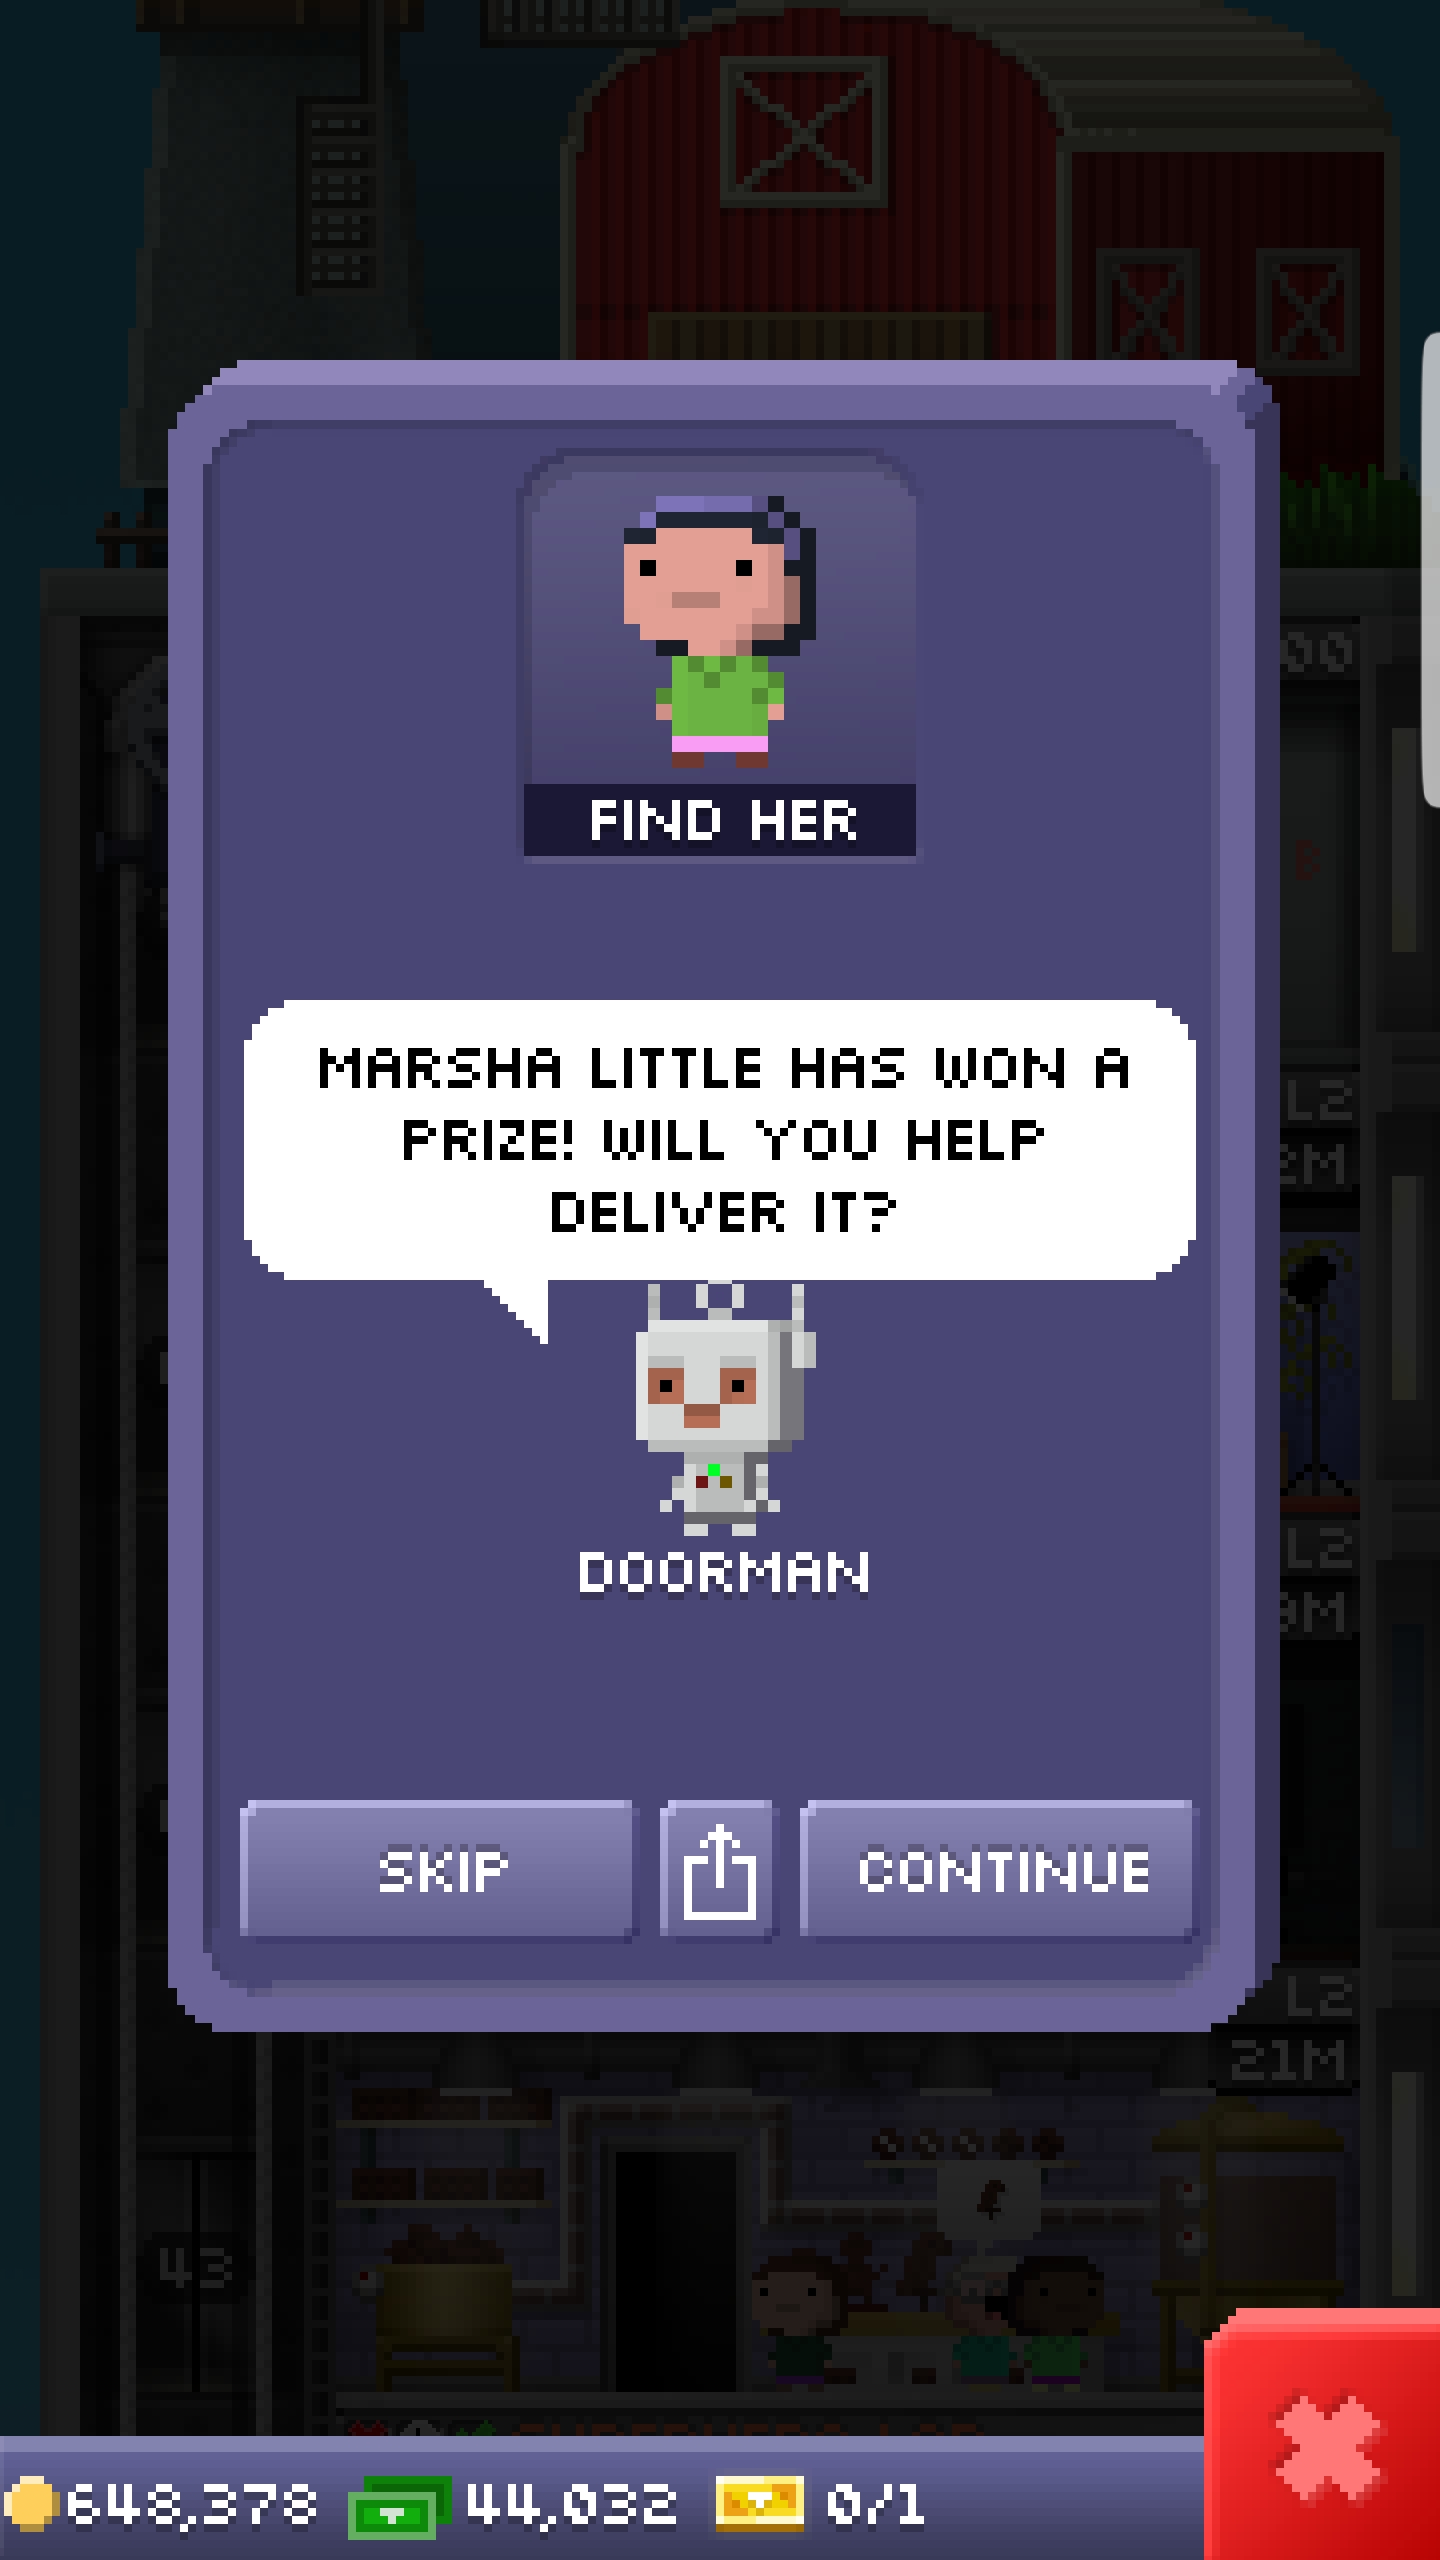 FIND HER
00
B
MARSHA LITTLE HAS WON A
PRIZE! WILL YOU HELP
DELIVER IT?
L2
2M
DOORMAN
L2
9M
SKIP
CONTINUE
L2
21M
43
648,378
44,032
0/1